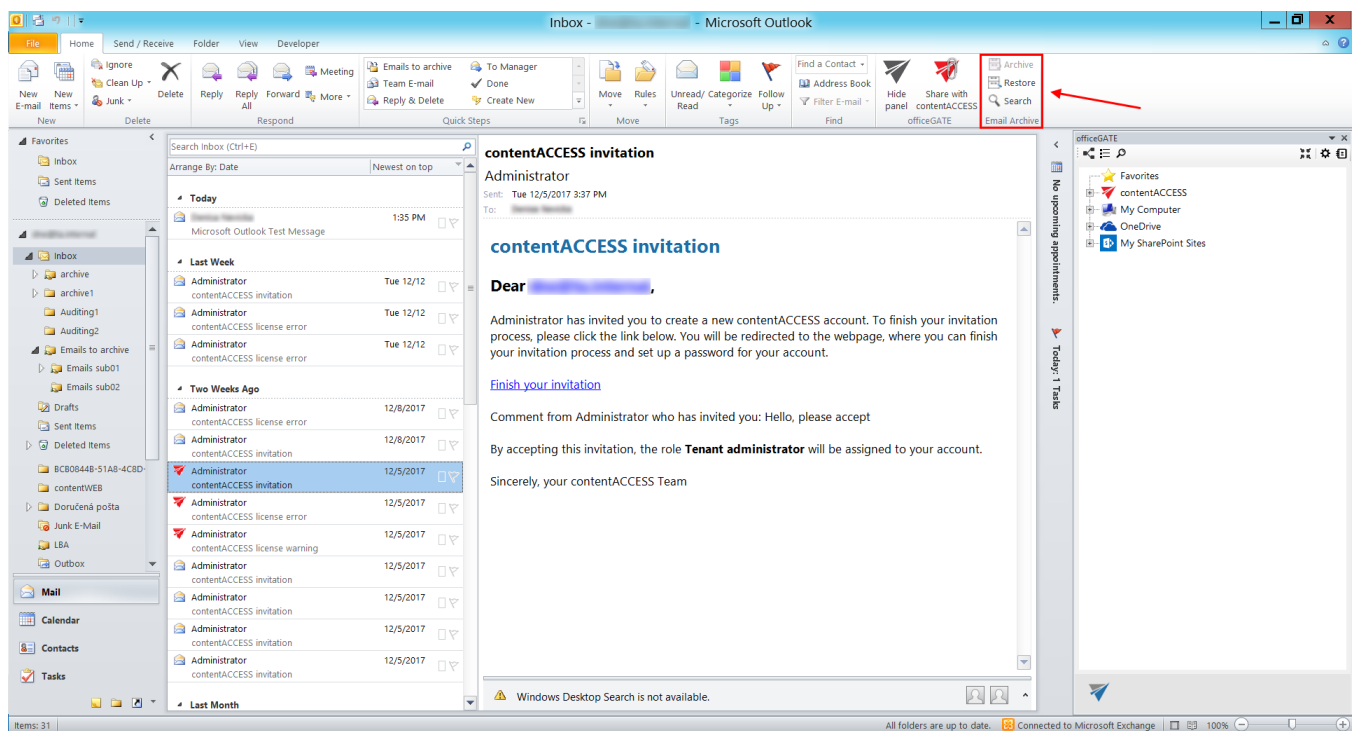 Inbox - - Microsoft Outlook
File Home Send / Receive Folder View Developer
New E-mail
New Items
New
Ignore
Clean Up
Junk
Delete
Delete
Reply
Reply All
Forward
Meeting
More
Respond
Emails to archive
Team E-mail
Reply & Delete
To Manager
Done
Create New
Quick Steps
Move
Rules
Move
Unread/ Read
Categorize
Follow Up
Tags
Find a Contact
Address Book
Filter E-mail
Find
Hide panel
Share with contentACCESS
officeGATE
Archive
Restore
Search
Email Archive
Favorites
Inbox
Sent Items
Deleted Items
Inbox
archive
archive1
Auditing1
Auditing2
Emails to archive
Emails sub01
Emails sub02
Drafts
Sent Items
Deleted Items
BCB0844B-51A8-4C8D-
contentWEB
Doručená pošta
Junk E-Mail
LBA
Outbox
Mail
Calendar
Contacts
Tasks
Search Inbox (Ctrl+E)
Arrange By: Date Newest on top
Today
1:35 PM
Microsoft Outlook Test Message
Last Week
Administrator Tue 12/12
contentACCESS invitation
Administrator Tue 12/12
contentACCESS license error
Administrator Tue 12/12
contentACCESS license error
Two Weeks Ago
Administrator 12/8/2017
contentACCESS license error
Administrator 12/8/2017
contentACCESS invitation
Administrator 12/5/2017
contentACCESS invitation
Administrator 12/5/2017
contentACCESS license error
Administrator 12/5/2017
contentACCESS license warning
Administrator 12/5/2017
contentACCESS invitation
Administrator 12/5/2017
contentACCESS invitation
Administrator 12/5/2017
contentACCESS invitation
Administrator 12/5/2017
contentACCESS invitation
Last Month
contentACCESS invitation
Administrator
Sent: Tue 12/5/2017 3:37 PM
To:
contentACCESS invitation
Dear ,
Administrator has invited you to create a new contentACCESS account. To finish your invitation
process, please click the link below. You will be redirected to the webpage, where you can finish
your invitation process and set up a password for your account.
Finish your invitation
Comment from Administrator who has invited you: Hello, please accept
By accepting this invitation, the role Tenant administrator will be assigned to your account.
Sincerely, your contentACCESS Team
Windows Desktop Search is not available.
No upcoming appointments.
Today: 1 Tasks
officeGATE
Favorites
contentACCESS
My Computer
OneDrive
My SharePoint Sites
Items: 31
All folders are up to date. Connected to Microsoft Exchange 100%